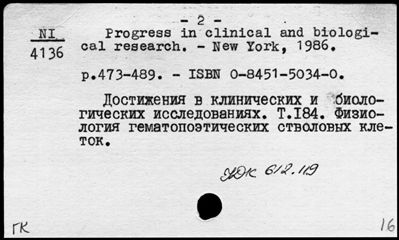 - 2 -
NI
4136
Progress in clinical and biologi-
cal research. - New York, 1986.
p.473-489. - ISBN 0-8451-5034-0.
Достижения в клинических и биоло-
гических исследованиях. Т.I84. Физио-
логия гематопоэтических стволовых кле-
ток.
УДК 612.119
ГК
16